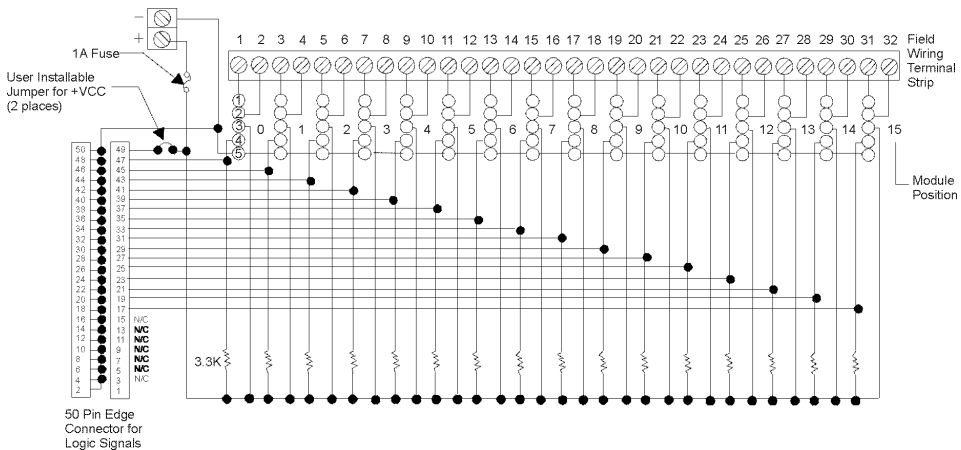 −
+
1A Fuse
User Installable
Jumper for +VCC
(2 places)
1 2 3 4 5 6 7 8 9 10 11 12 13 14 15 16 17 18 19 20 21 22 23 24 25 26 27 28 29 30 31 32
Field
Wiring
Terminal
Strip
1
2
3
4
5
0 1 2 3 4 5 6 7 8 9 10 11 12 13 14 15
Module
Position
50 49
48 47
46 45
44 43
42 41
40 39
38 37
36 35
34 33
32 31
30 29
28 27
26 25
24 23
22 21
20 19
18 17
16 15 N/C
14 13 N/C
12 11 N/C
10 9 N/C
8 7 N/C
6 5 N/C
4 3 N/C
2 1
3.3K
50 Pin Edge
Connector for
Logic Signals